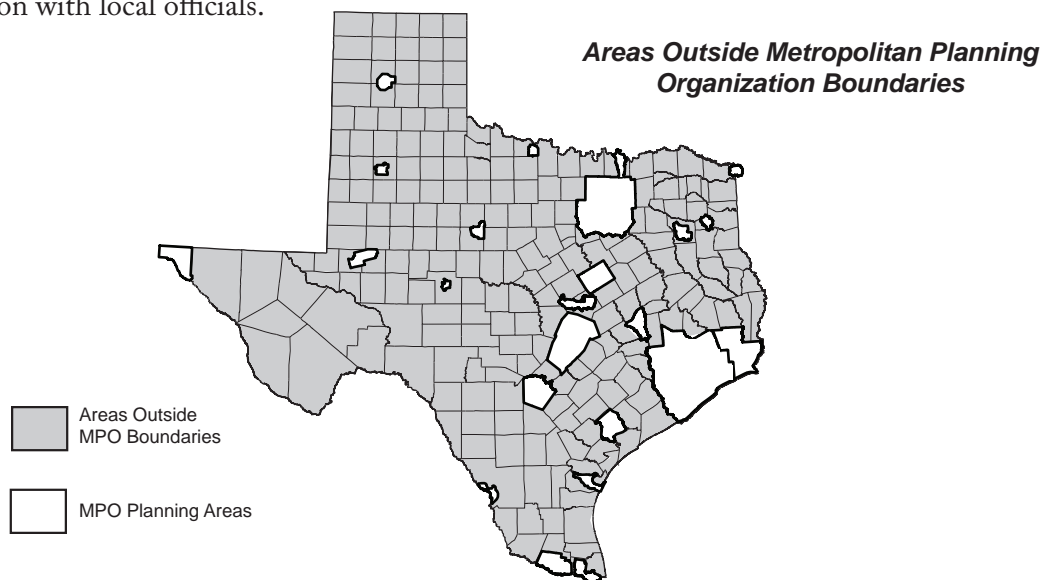 on with local officials.
Areas Outside Metropolitan Planning
Organization Boundaries
Areas Outside
MPO Boundaries
MPO Planning Areas